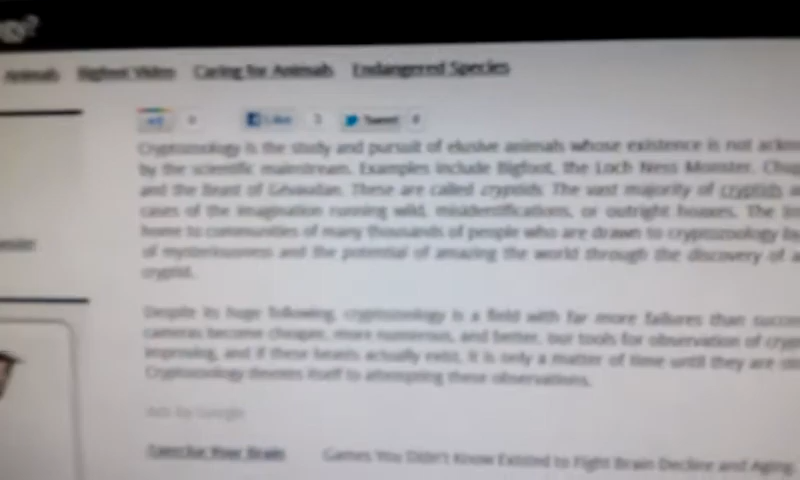 Animals Bigfoot Video Caring for Animals Endangered Species
Like Tweet
Cryptozoology is the study and pursuit of elusive animals whose existence is not
by the scientific mainstream. Examples include Bigfoot, the Loch Ness Monster,
and the Beast of Gévaudan. These are called cryptids. The vast majority of cryptids
cases of the imagination running wild, misidentifications, or outright hoaxes. The
home to communities of many thousands of people who are drawn to cryptozoology
of mysteriousness and the potential of amazing the world through the discovery of a
cryptid.
Despite its huge following, cryptozoology is a field with far more failures than
cameras become cheaper, more numerous, and better, our tools for observation of
improving, and if these beasts actually exist, it is only a matter of time until they are
Cryptozoology devotes itself to attempting these observations.
Ads by Google
Exercise Your Brain Games You Didn't Know Existed to Fight Brain Decline and Aging.